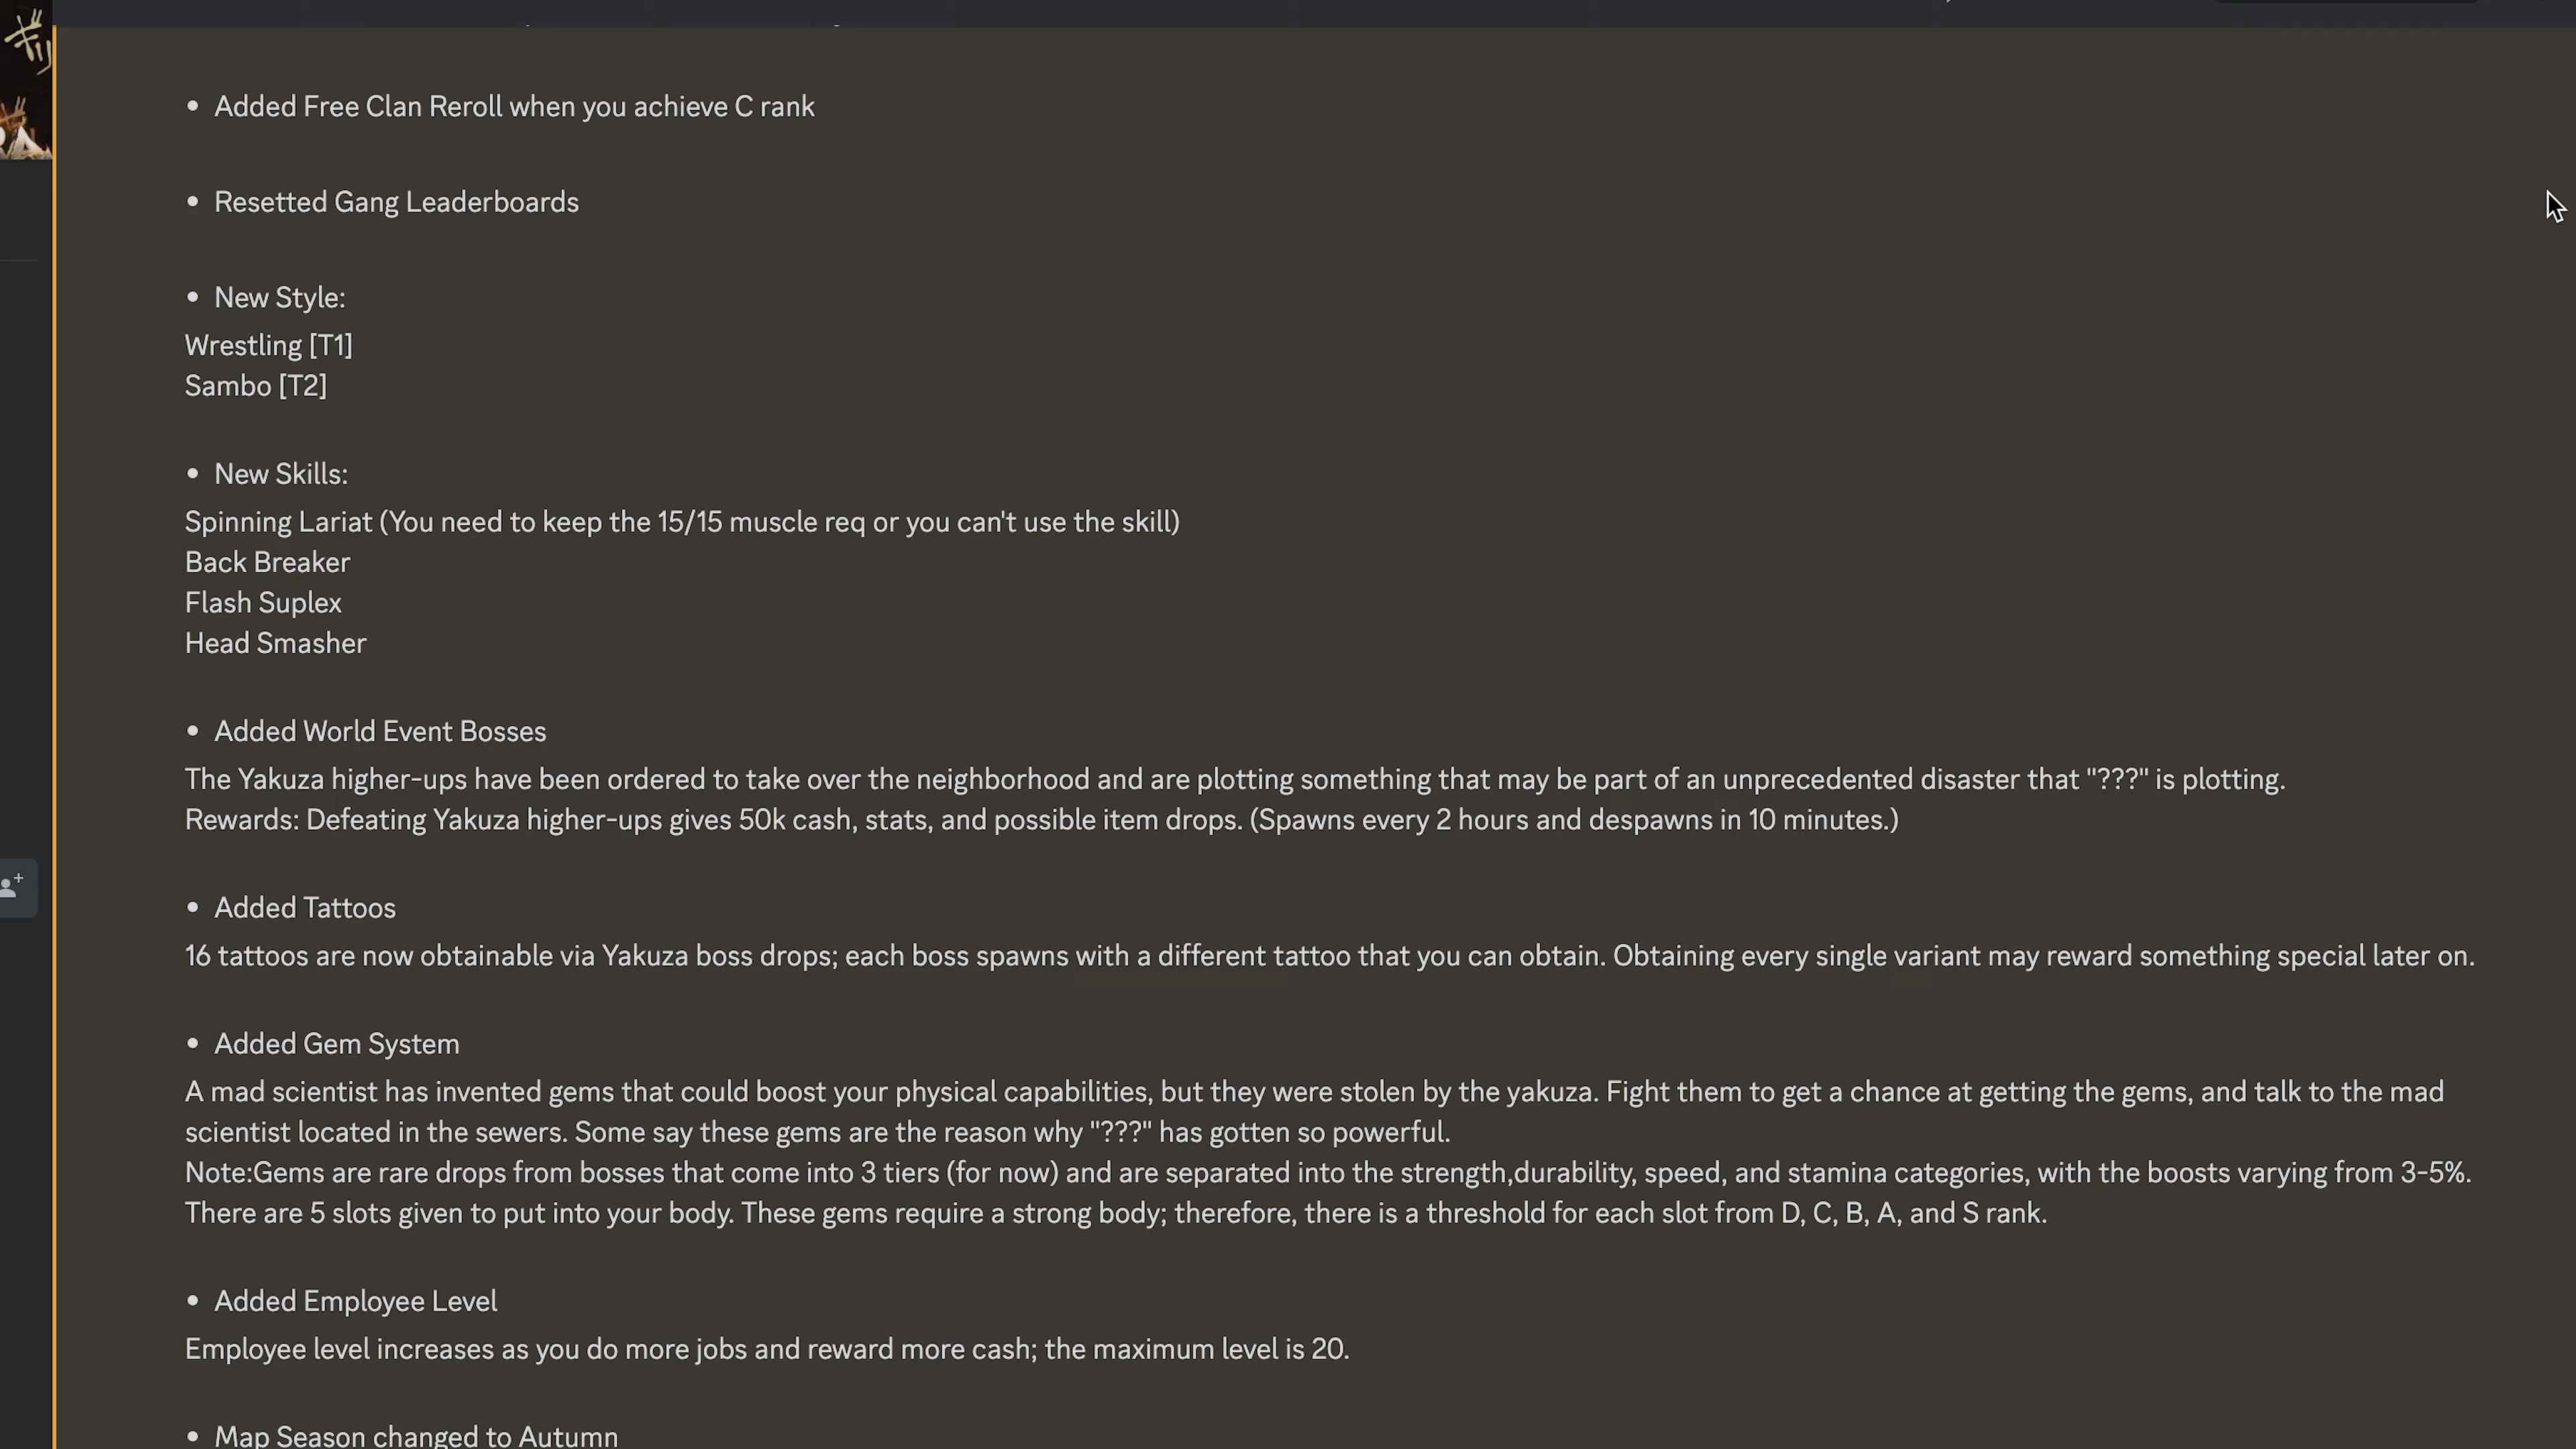 • Added Free Clan Reroll when you achieve C rank
• Resetted Gang Leaderboards
• New Style:
Wrestling [T1]
Sambo [T2]
• New Skills:
Spinning Lariat (You need to keep the 15/15 muscle req or you can't use the skill)
Back Breaker
Flash Suplex
Head Smasher
• Added World Event Bosses
The Yakuza higher-ups have been ordered to take over the neighborhood and are plotting something that may be part of an unprecedented disaster that "???" is plotting.
Rewards: Defeating Yakuza higher-ups gives 50k cash, stats, and possible item drops. (Spawns every 2 hours and despawns in 10 minutes.)
• Added Tattoos
16 tattoos are now obtainable via Yakuza boss drops; each boss spawns with a different tattoo that you can obtain. Obtaining every single variant may reward something special later on.
• Added Gem System
A mad scientist has invented gems that could boost your physical capabilities, but they were stolen by the yakuza. Fight them to get a chance at getting the gems, and talk to the mad
scientist located in the sewers. Some say these gems are the reason why "???" has gotten so powerful.
Note:Gems are rare drops from bosses that come into 3 tiers (for now) and are separated into the strength,durability, speed, and stamina categories, with the boosts varying from 3-5%.
There are 5 slots given to put into your body. These gems require a strong body; therefore, there is a threshold for each slot from D, C, B, A, and S rank.
• Added Employee Level
Employee level increases as you do more jobs and reward more cash; the maximum level is 20.
• Map Season changed to Autumn